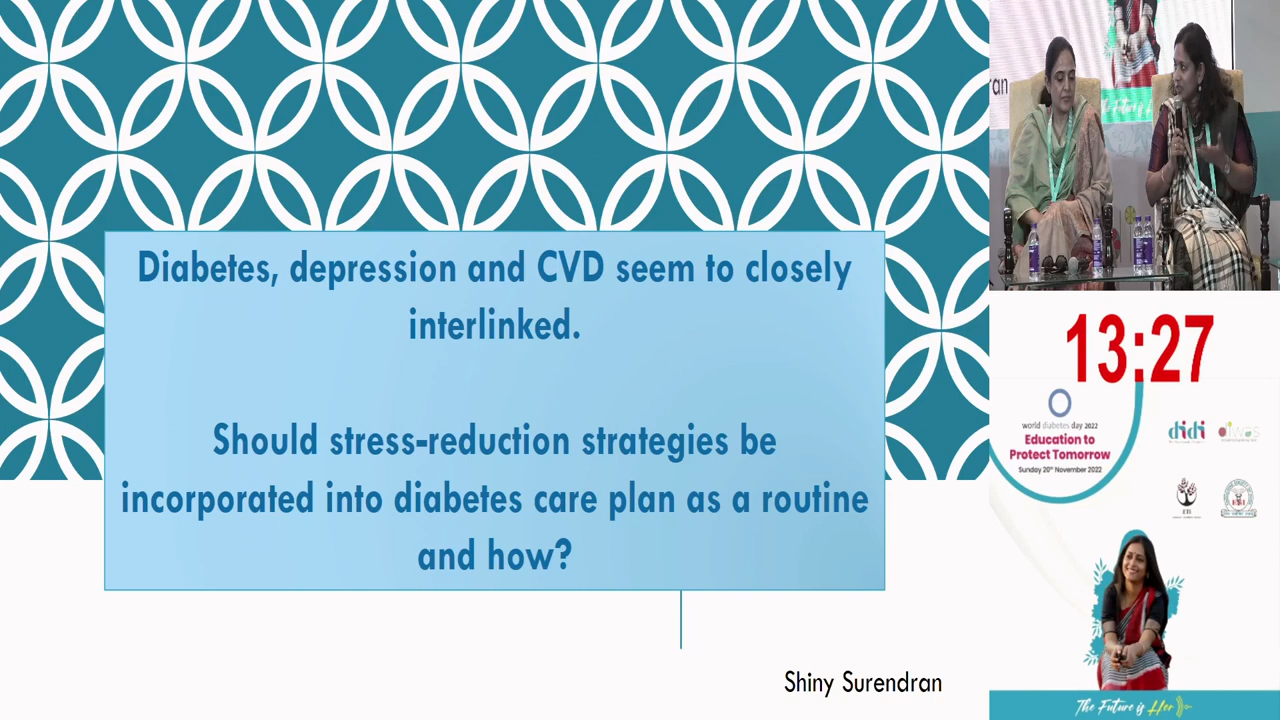 Diabetes, depression and CVD seem to closely
interlinked.
Should stress-reduction strategies be
incorporated into diabetes care plan as a routine
and how?
Shiny Surendran
ran
13:27
world diabetes day 2022
Education to
Protect Tomorrow
Sunday 20th November 2022
didi
The Future is Her